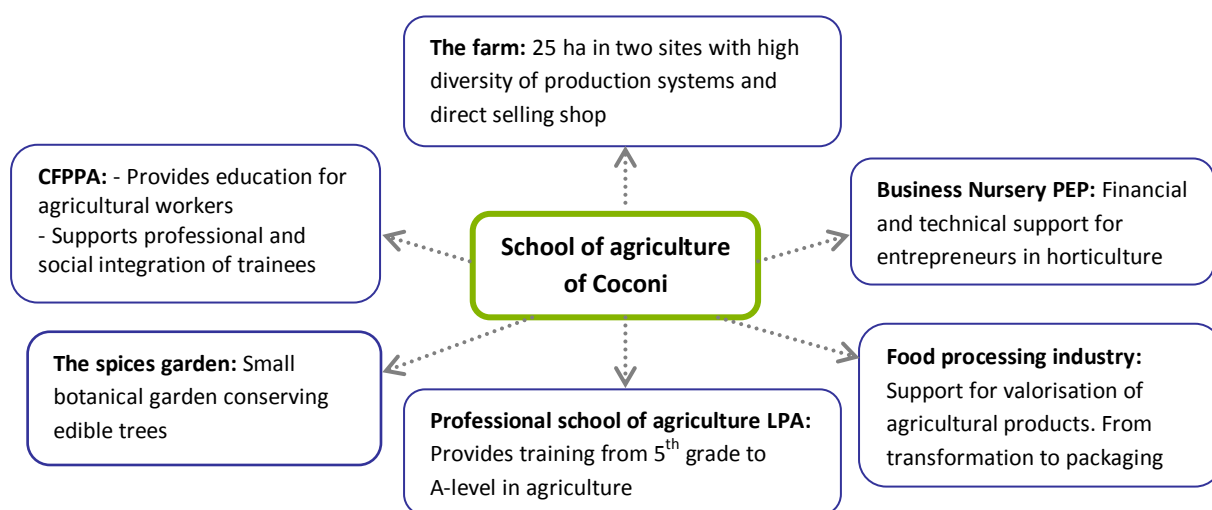 The farm: 25 ha in two sites with high
diversity of production systems and
direct selling shop
CFPPA: - Provides education for
agricultural workers
- Supports professional and
social integration of trainees
School of agriculture
of Coconi
Business Nursery PEP: Financial
and technical support for
entrepreneurs in horticulture
The spices garden: Small
botanical garden conserving
edible trees
Professional school of agriculture LPA:
Provides training from 5th grade to
A-level in agriculture
Food processing industry:
Support for valorisation of
agricultural products. From
transformation to packaging